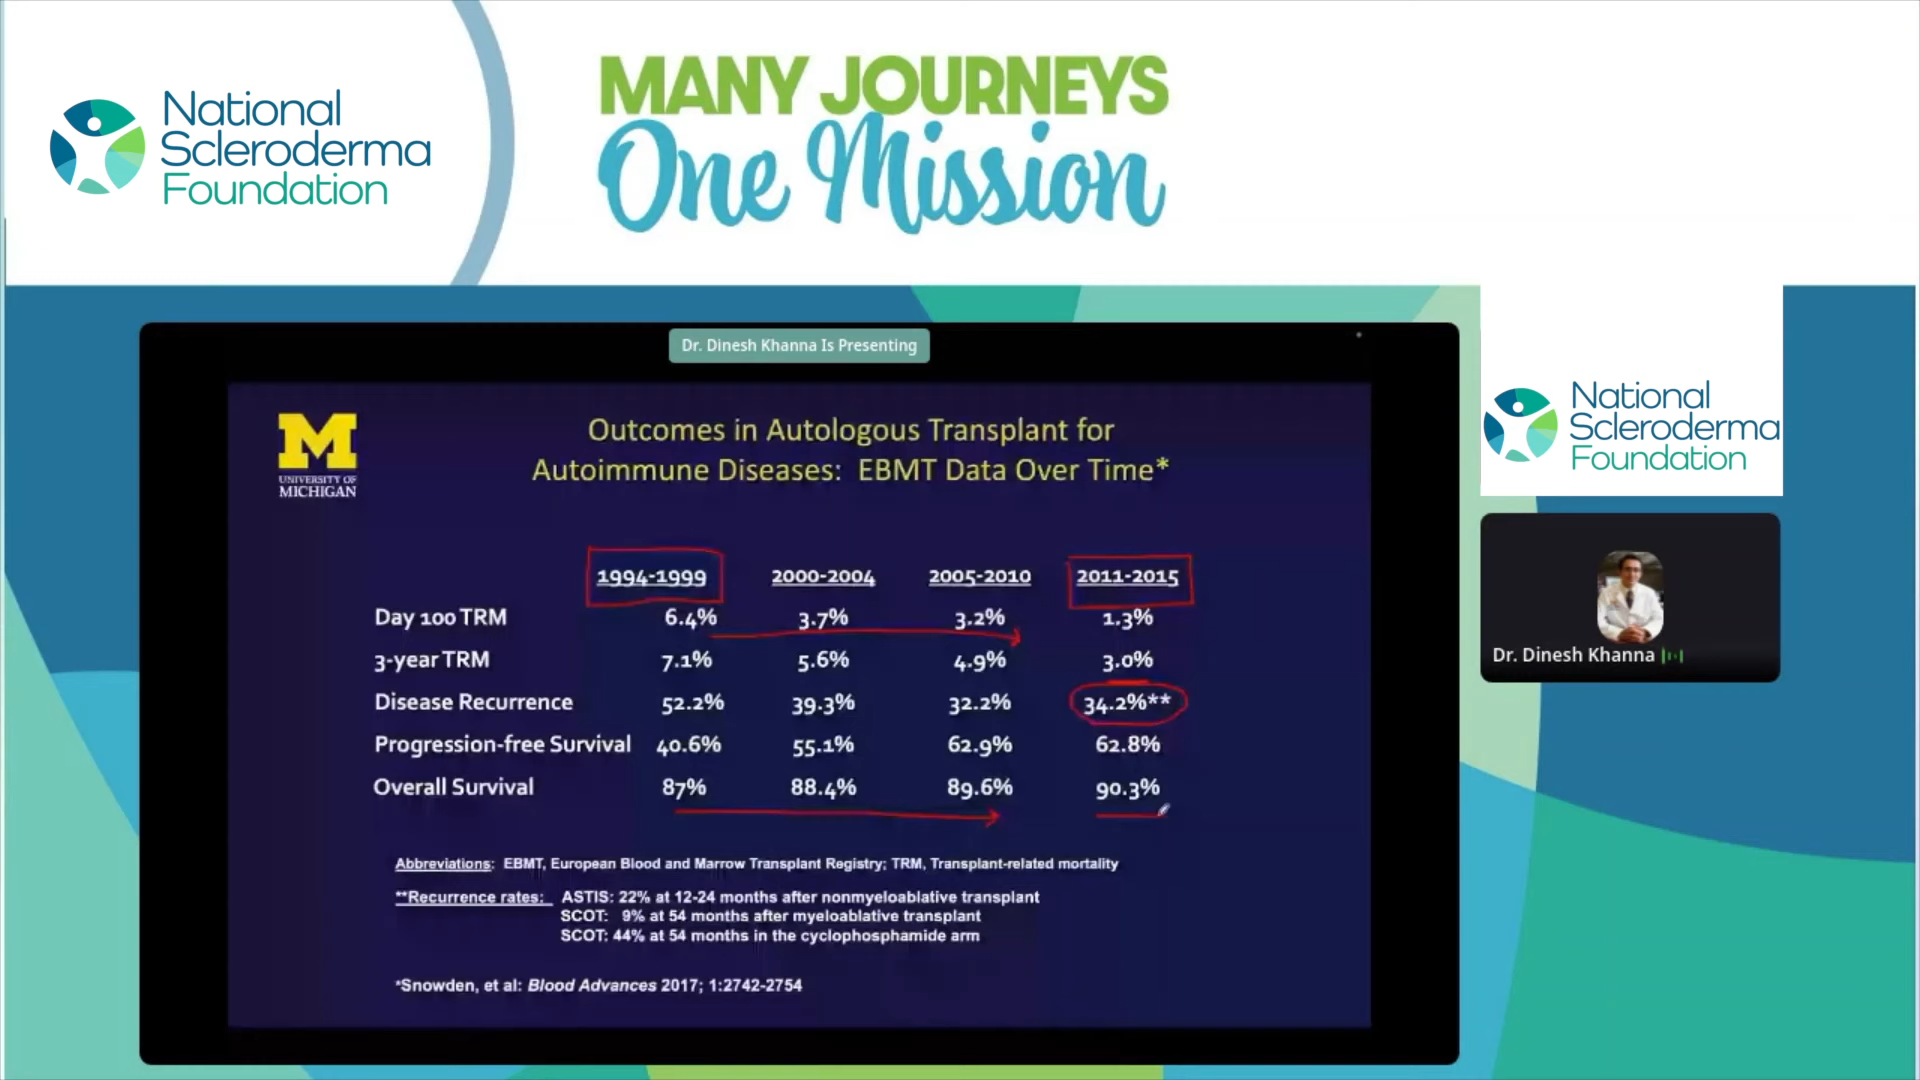 National
Scleroderma
Foundation
MANY JOURNEYS
One Mission
Dr. Dinesh Khanna Is Presenting
UNIVERSITY OF
MICHIGAN
Outcomes in Autologous Transplant for
Autoimmune Diseases: EBMT Data Over Time*
1994-1999 2000-2004 2005-2010 2011-2015
Day 100 TRM 6.4% 3.7% 3.2% 1.3%
3-year TRM 7.1% 5.6% 4.9% 3.0%
Disease Recurrence 52.2% 39.3% 32.2% 34.2%**
Progression-free Survival 40.6% 55.1% 62.9% 62.8%
Overall Survival 87% 88.4% 89.6% 90.3%
Abbreviations: EBMT, European Blood and Marrow Transplant Registry; TRM, Transplant-related mortality
**Recurrence rates: ASTIS: 22% at 12-24 months after nonmyeloablative transplant
SCOT: 9% at 54 months after myeloablative transplant
SCOT: 44% at 54 months in the cyclophosphamide arm
*Snowden, et al: Blood Advances 2017; 1:2742-2754
National
Scleroderma
Foundation
Dr. Dinesh Khanna